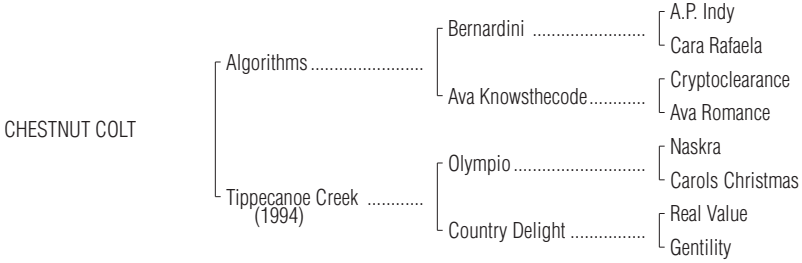 A.P. Indy
Bernardini ........................
Cara Rafaela
Algorithms ........................
Cryptoclearance
Ava Knowsthecode ............
Ava Romance
CHESTNUT COLT
Naskra
Olympio ............................
Carols Christmas
Tippecanoe Creek ............
(1994)
Real Value
Country Delight ................
Gentility